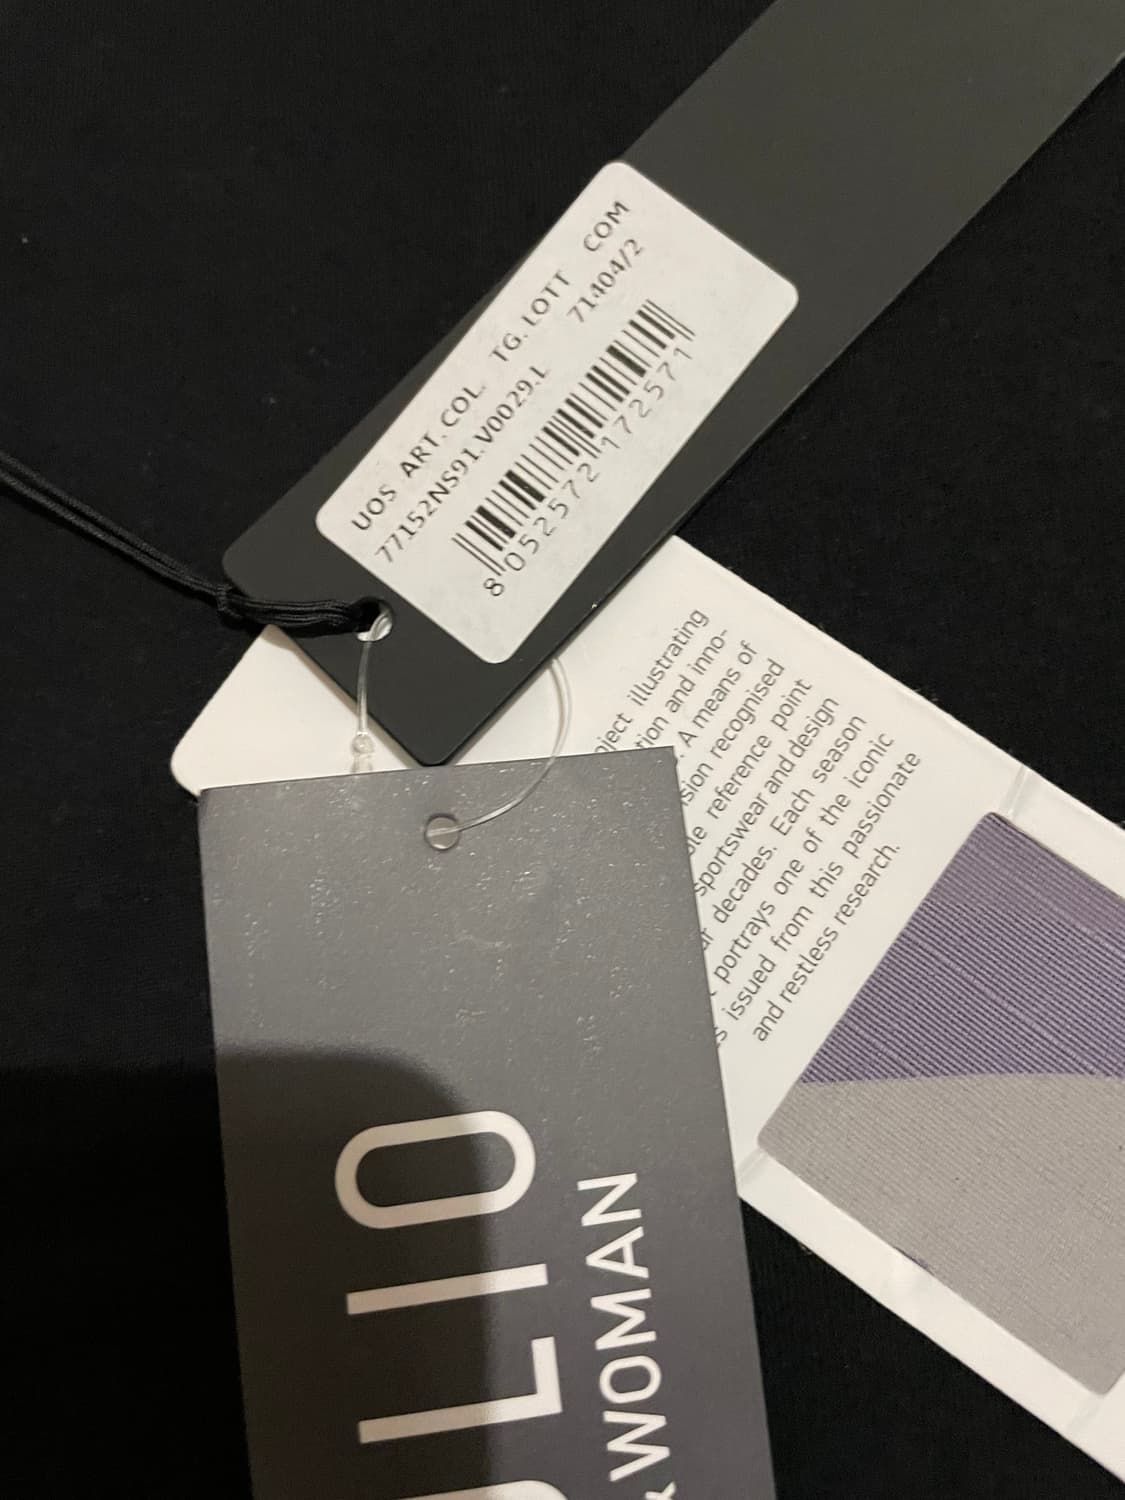 UOS ART. COL. TG. LOTT COM
77152NS91.V0029.L 71404/2
8 052572 172571
illustrating
and inno-
. A means of
recognised
reference point
sportswear and design
decades. Each season
portrays one of the iconic
issued from this passionate
and restless research.
LIO
WOMAN